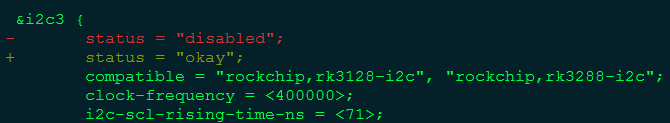 &i2c3 {
-       status = "disabled";
+       status = "okay";
        compatible = "rockchip,rk3128-i2c", "rockchip,rk3288-i2c";
        clock-frequency = <400000>;
        i2c-scl-rising-time-ns = <71>;